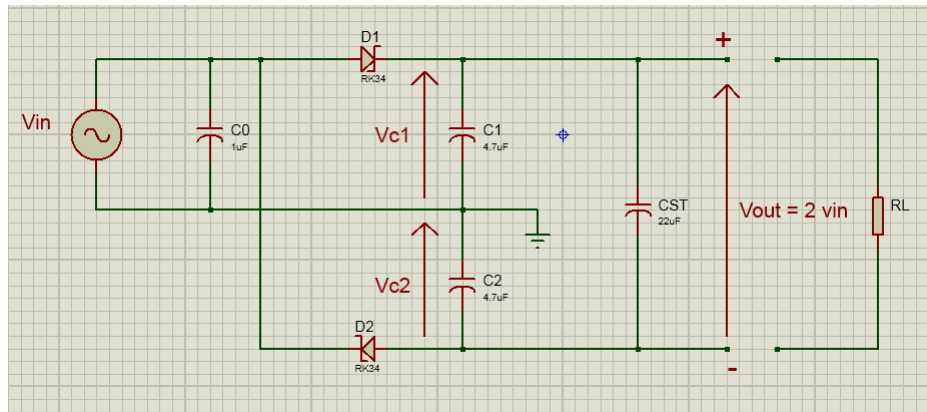 D1
RK34
+
Vin
C0
1uF
Vc1
C1
4.7uF
CST
22uF
Vout = 2 vin
RL
Vc2
C2
4.7uF
D2
RK34
-